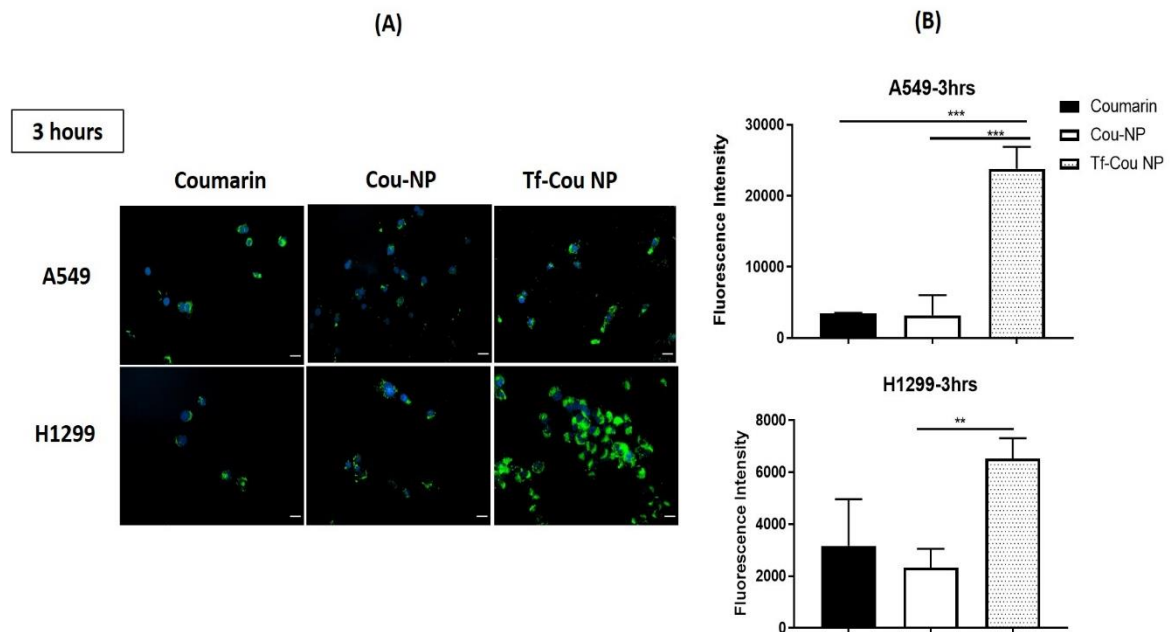 (A)
(B)
3 hours
Coumarin
Cou-NP
Tf-Cou NP
A549
H1299
A549-3hrs
Coumarin
Cou-NP
Tf-Cou NP
***
***
Fluorescence Intensity
30000
20000
10000
0
H1299-3hrs
**
Fluorescence Intensity
8000
6000
4000
2000
0